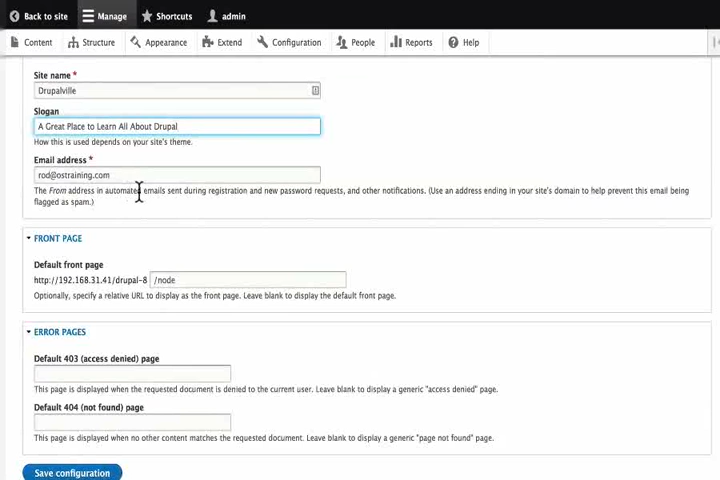 Back to site Manage Shortcuts admin
Content Structure Appearance Extend Configuration People Reports Help
Site name *
Drupalville
Slogan
A Great Place to Learn All About Drupal
How this is used depends on your site's theme.
Email address *
rod@ostraining.com
The From address in automated emails sent during registration and new password requests, and other notifications. (Use an address ending in your site's domain to help prevent this email being
flagged as spam.)
FRONT PAGE
Default front page
http://192.168.31.41/drupal-8 /node
Optionally, specify a relative URL to display as the front page. Leave blank to display the default front page.
ERROR PAGES
Default 403 (access denied) page
This page is displayed when the requested document is denied to the current user. Leave blank to display a generic "access denied" page.
Default 404 (not found) page
This page is displayed when no other content matches the requested document. Leave blank to display a generic "page not found" page.
Save configuration